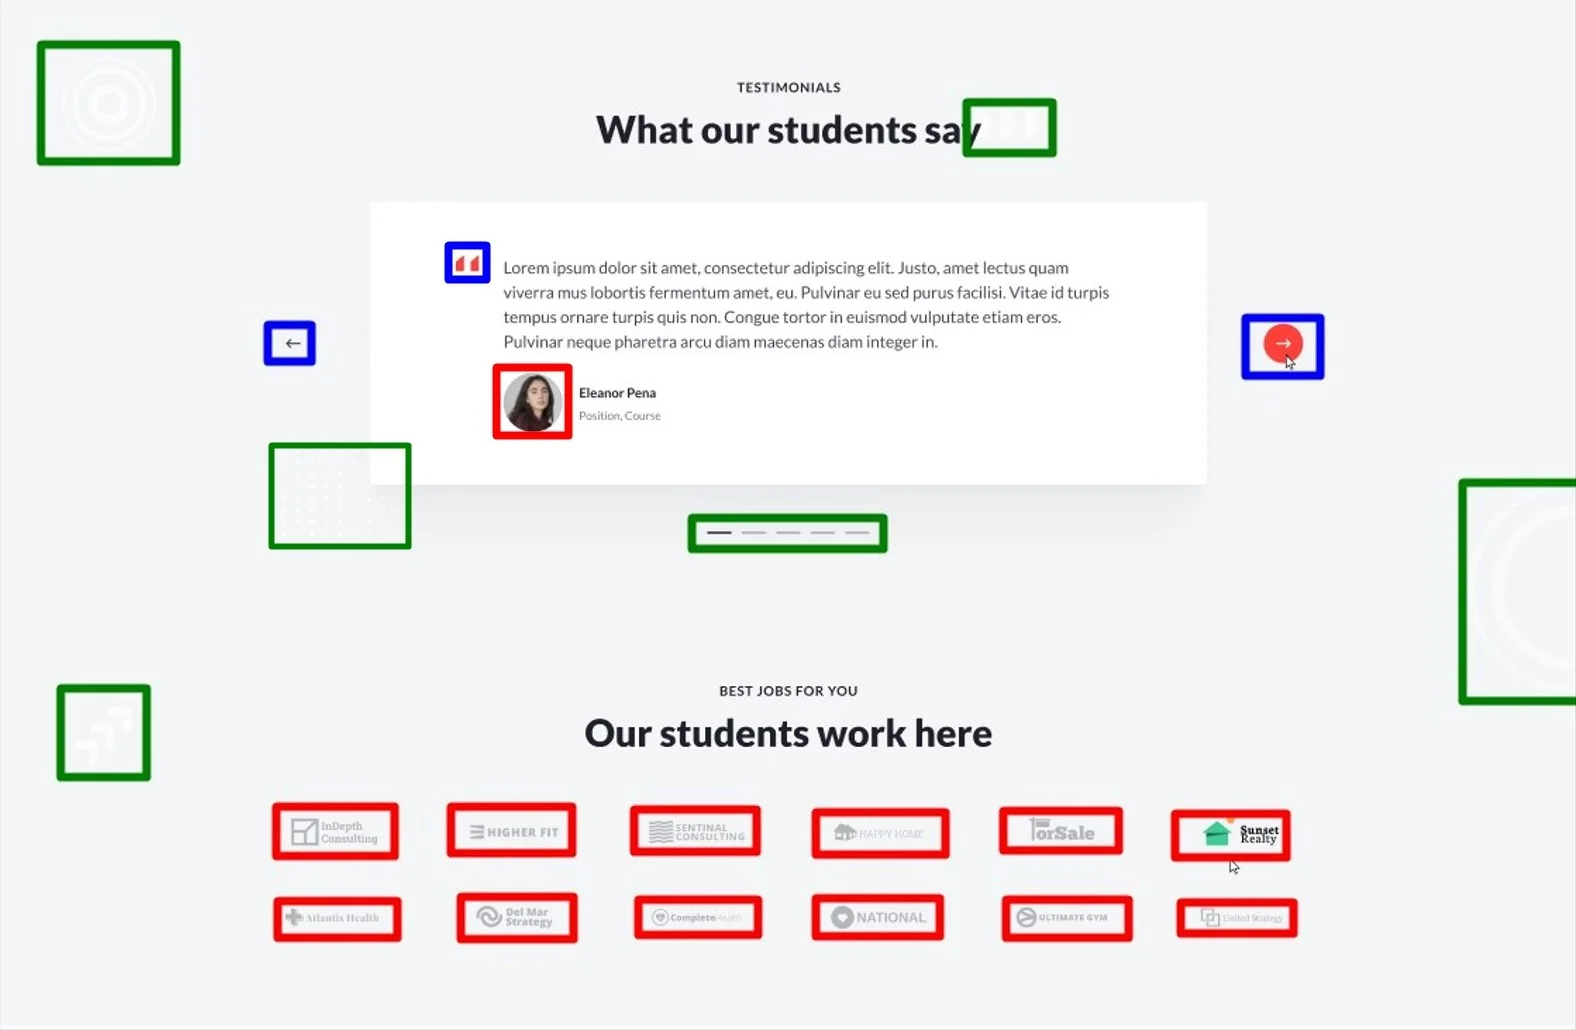 TESTIMONIALS
What our students say
Lorem ipsum dolor sit amet, consectetur adipiscing elit. Justo, amet lectus quam
viverra mus lobortis fermentum amet, eu. Pulvinar eu sed purus facilisi. Vitae id turpis
tempus ornare turpis quis non. Congue tortor in euismod vulputate etiam eros.
Pulvinar neque pharetra arcu diam maecenas diam integer in.
Eleanor Pena
Position, Course
BEST JOBS FOR YOU
Our students work here
InDepth
Consulting
HIGHER FIT
SENTINAL
CONSULTING
HAPPY HOME
forSale
Sunset
Realty
Atlantis Health
Del Mar
Strategy
CompleteHealth
NATIONAL
ULTIMATE GYM
United Strategy